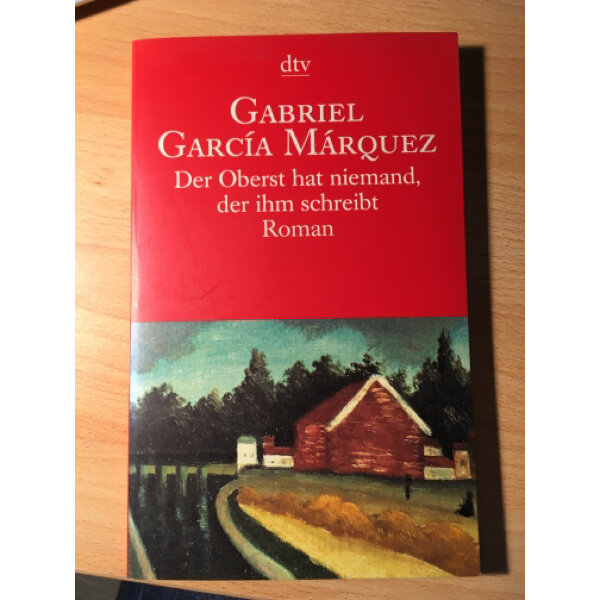 dtv
GABRIEL
GARCÍA MÁRQUEZ
Der Oberst hat niemand,
der ihm schreibt
Roman